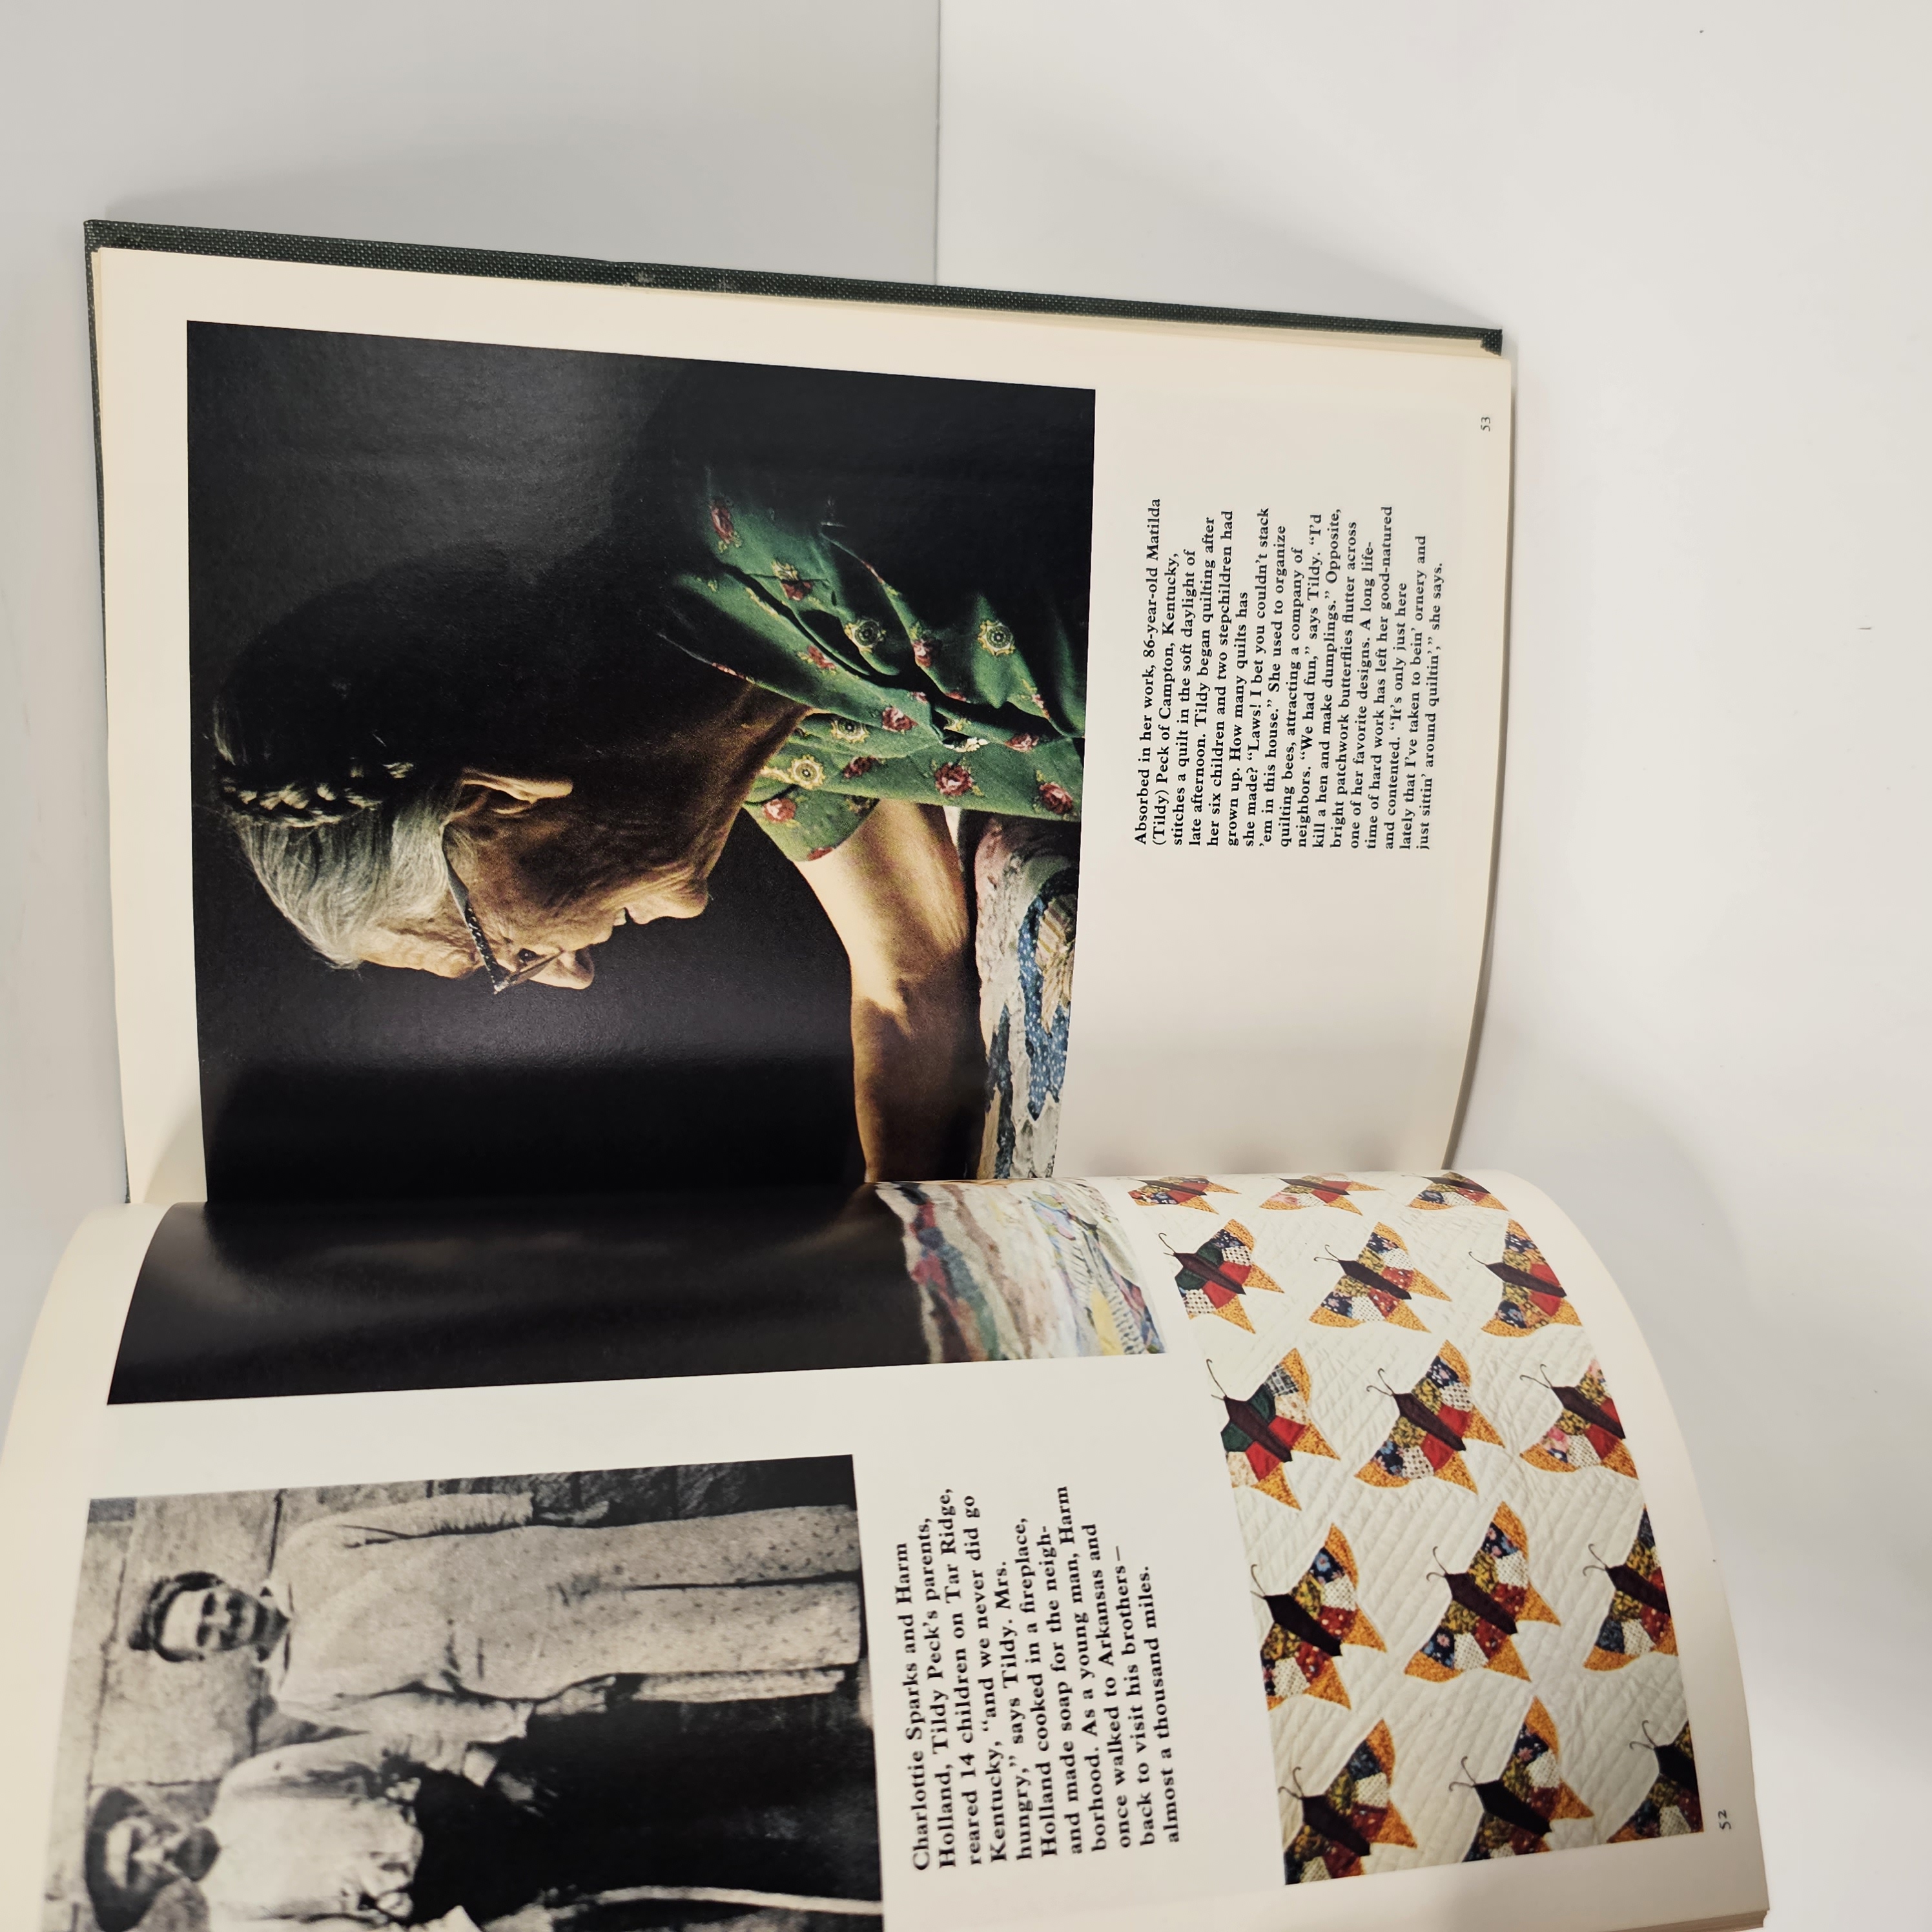 Charlottie Sparks and Harm
Holland, Tildy Peck's parents,
reared 14 children on Tar Ridge,
Kentucky, “and we never did go
hungry,” says Tildy. Mrs.
Holland cooked in a fireplace,
and made soap for the neigh-
borhood. As a young man, Harm
once walked to Arkansas and
back to visit his brothers—
almost a thousand miles.
52
Absorbed in her work, 86-year-old Matilda
(Tildy) Peck of Campton, Kentucky,
stitches a quilt in the soft daylight of
late afternoon. Tildy began quilting after
her six children and two stepchildren had
grown up. How many quilts has
she made? “Laws! I bet you couldn't stack
'em in this house.” She used to organize
quilting bees, attracting a company of
neighbors. “We had fun,” says Tildy. “I'd
kill a hen and make dumplings.” Opposite,
bright patchwork butterflies flutter across
one of her favorite designs. A long life-
time of hard work has left her good-natured
and contented. “It's only just here
lately that I've taken to bein' ornery and
just sittin' around quiltin',” she says.
53